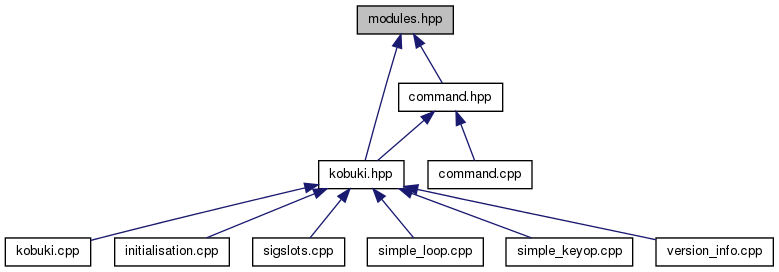 modules.hpp
command.hpp
kobuki.hpp
command.cpp
kobuki.cpp
initialisation.cpp
sigslots.cpp
simple_loop.cpp
simple_keyop.cpp
version_info.cpp